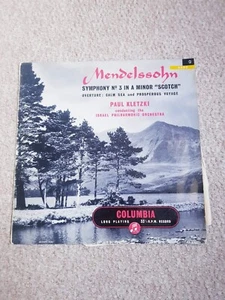 Mendelssohn
SYMPHONY Nº 3 IN A MINOR "SCOTCH"
OVERTURE: CALM SEA and PROSPEROUS VOYAGE
PAUL KLETZKI
conducting the
ISRAEL PHILHARMONIC ORCHESTRA
COLUMBIA
LONG PLAYING 33⅓ R.P.M. RECORD